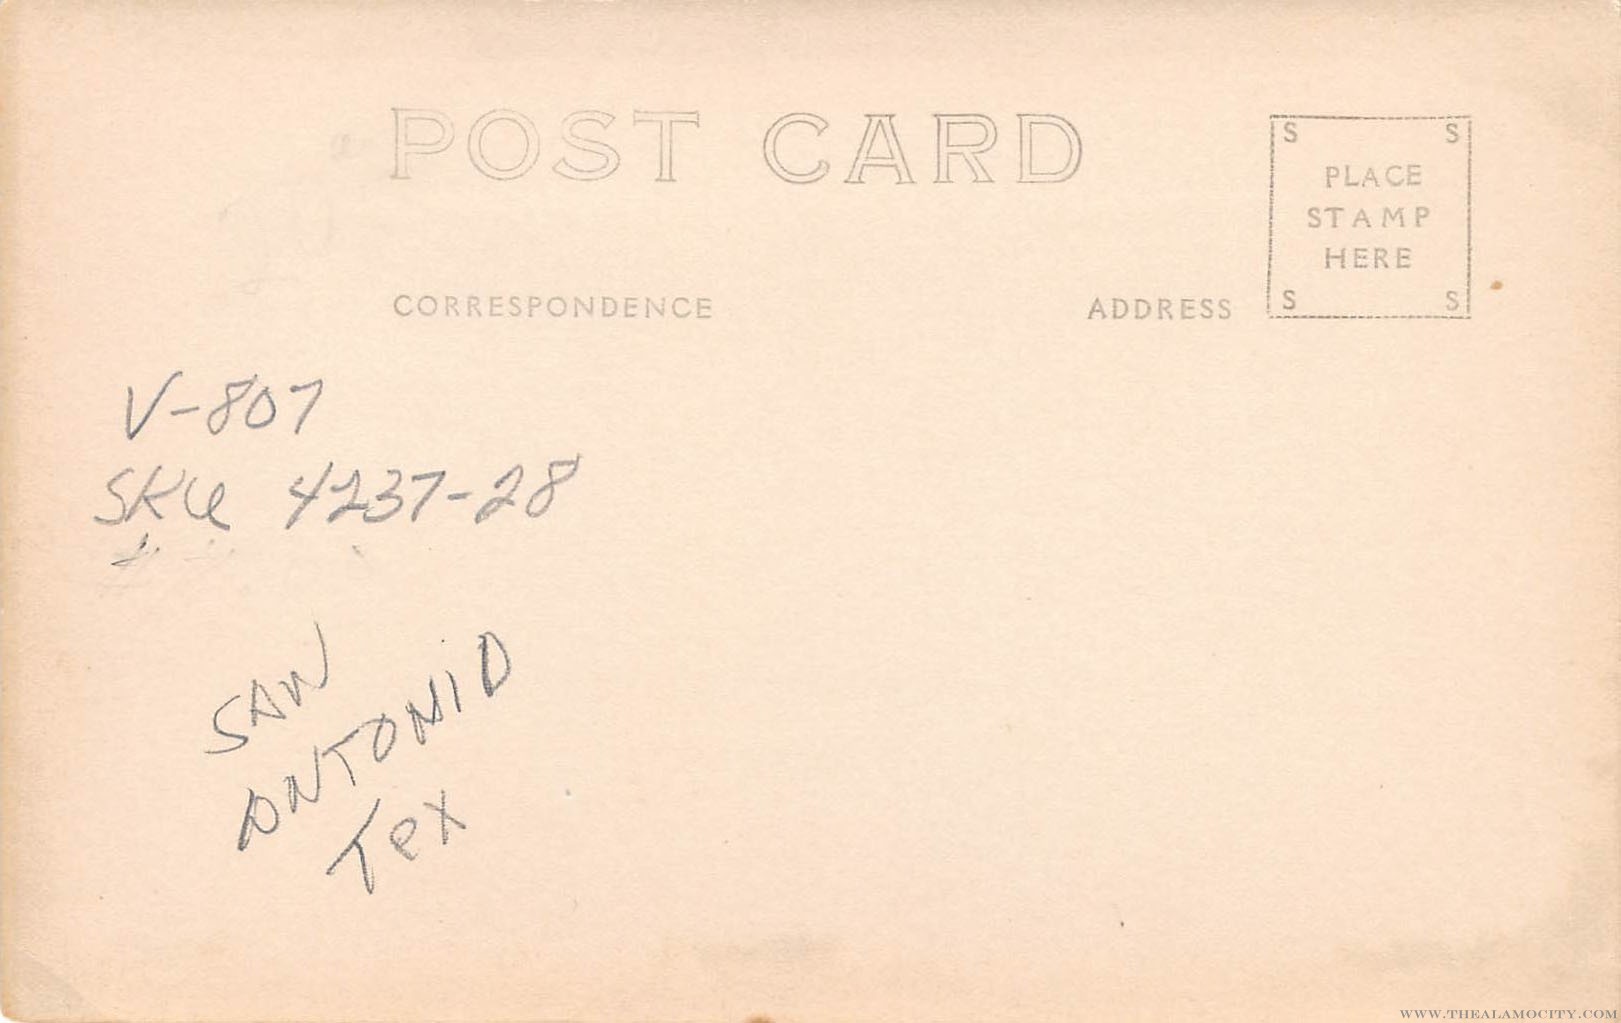 POST CARD
S S
PLACE
STAMP
HERE
S S
CORRESPONDENCE
ADDRESS
V-807
SKU 4237-28
SAN
ANTONIO
Tex
WWW.THEALAMOCITY.COM